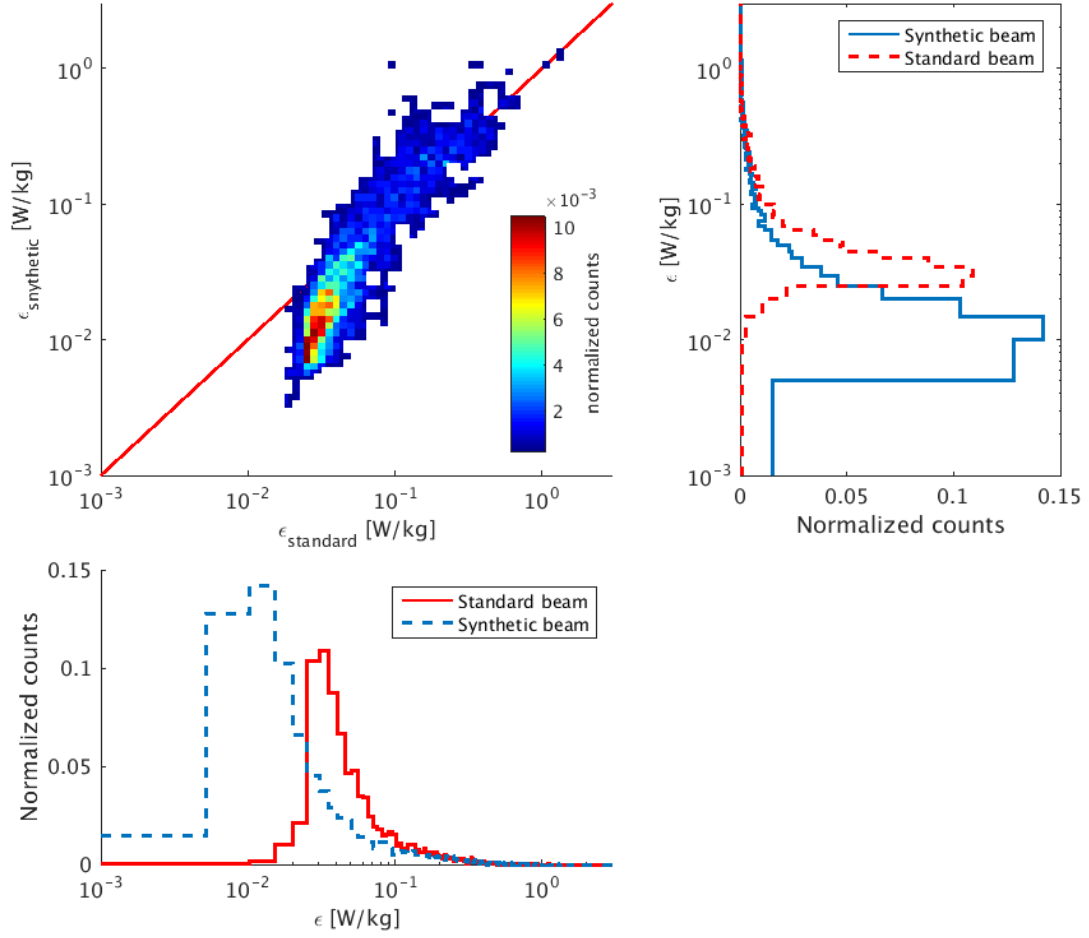 10^0
10^-1
10^-2
10^-3
ϵ_snythetic [W/kg]
10^-3
10^-2
10^-1
10^0
ϵ_standard [W/kg]
×10^-3
10
8
6
4
2
normalized counts
Synthetic beam
Standard beam
10^0
10^-1
10^-2
10^-3
ϵ [W/kg]
0
0.05
0.1
0.15
Normalized counts
0.15
0.1
0.05
0
Normalized counts
Standard beam
Synthetic beam
10^-3
10^-2
10^-1
10^0
ϵ [W/kg]